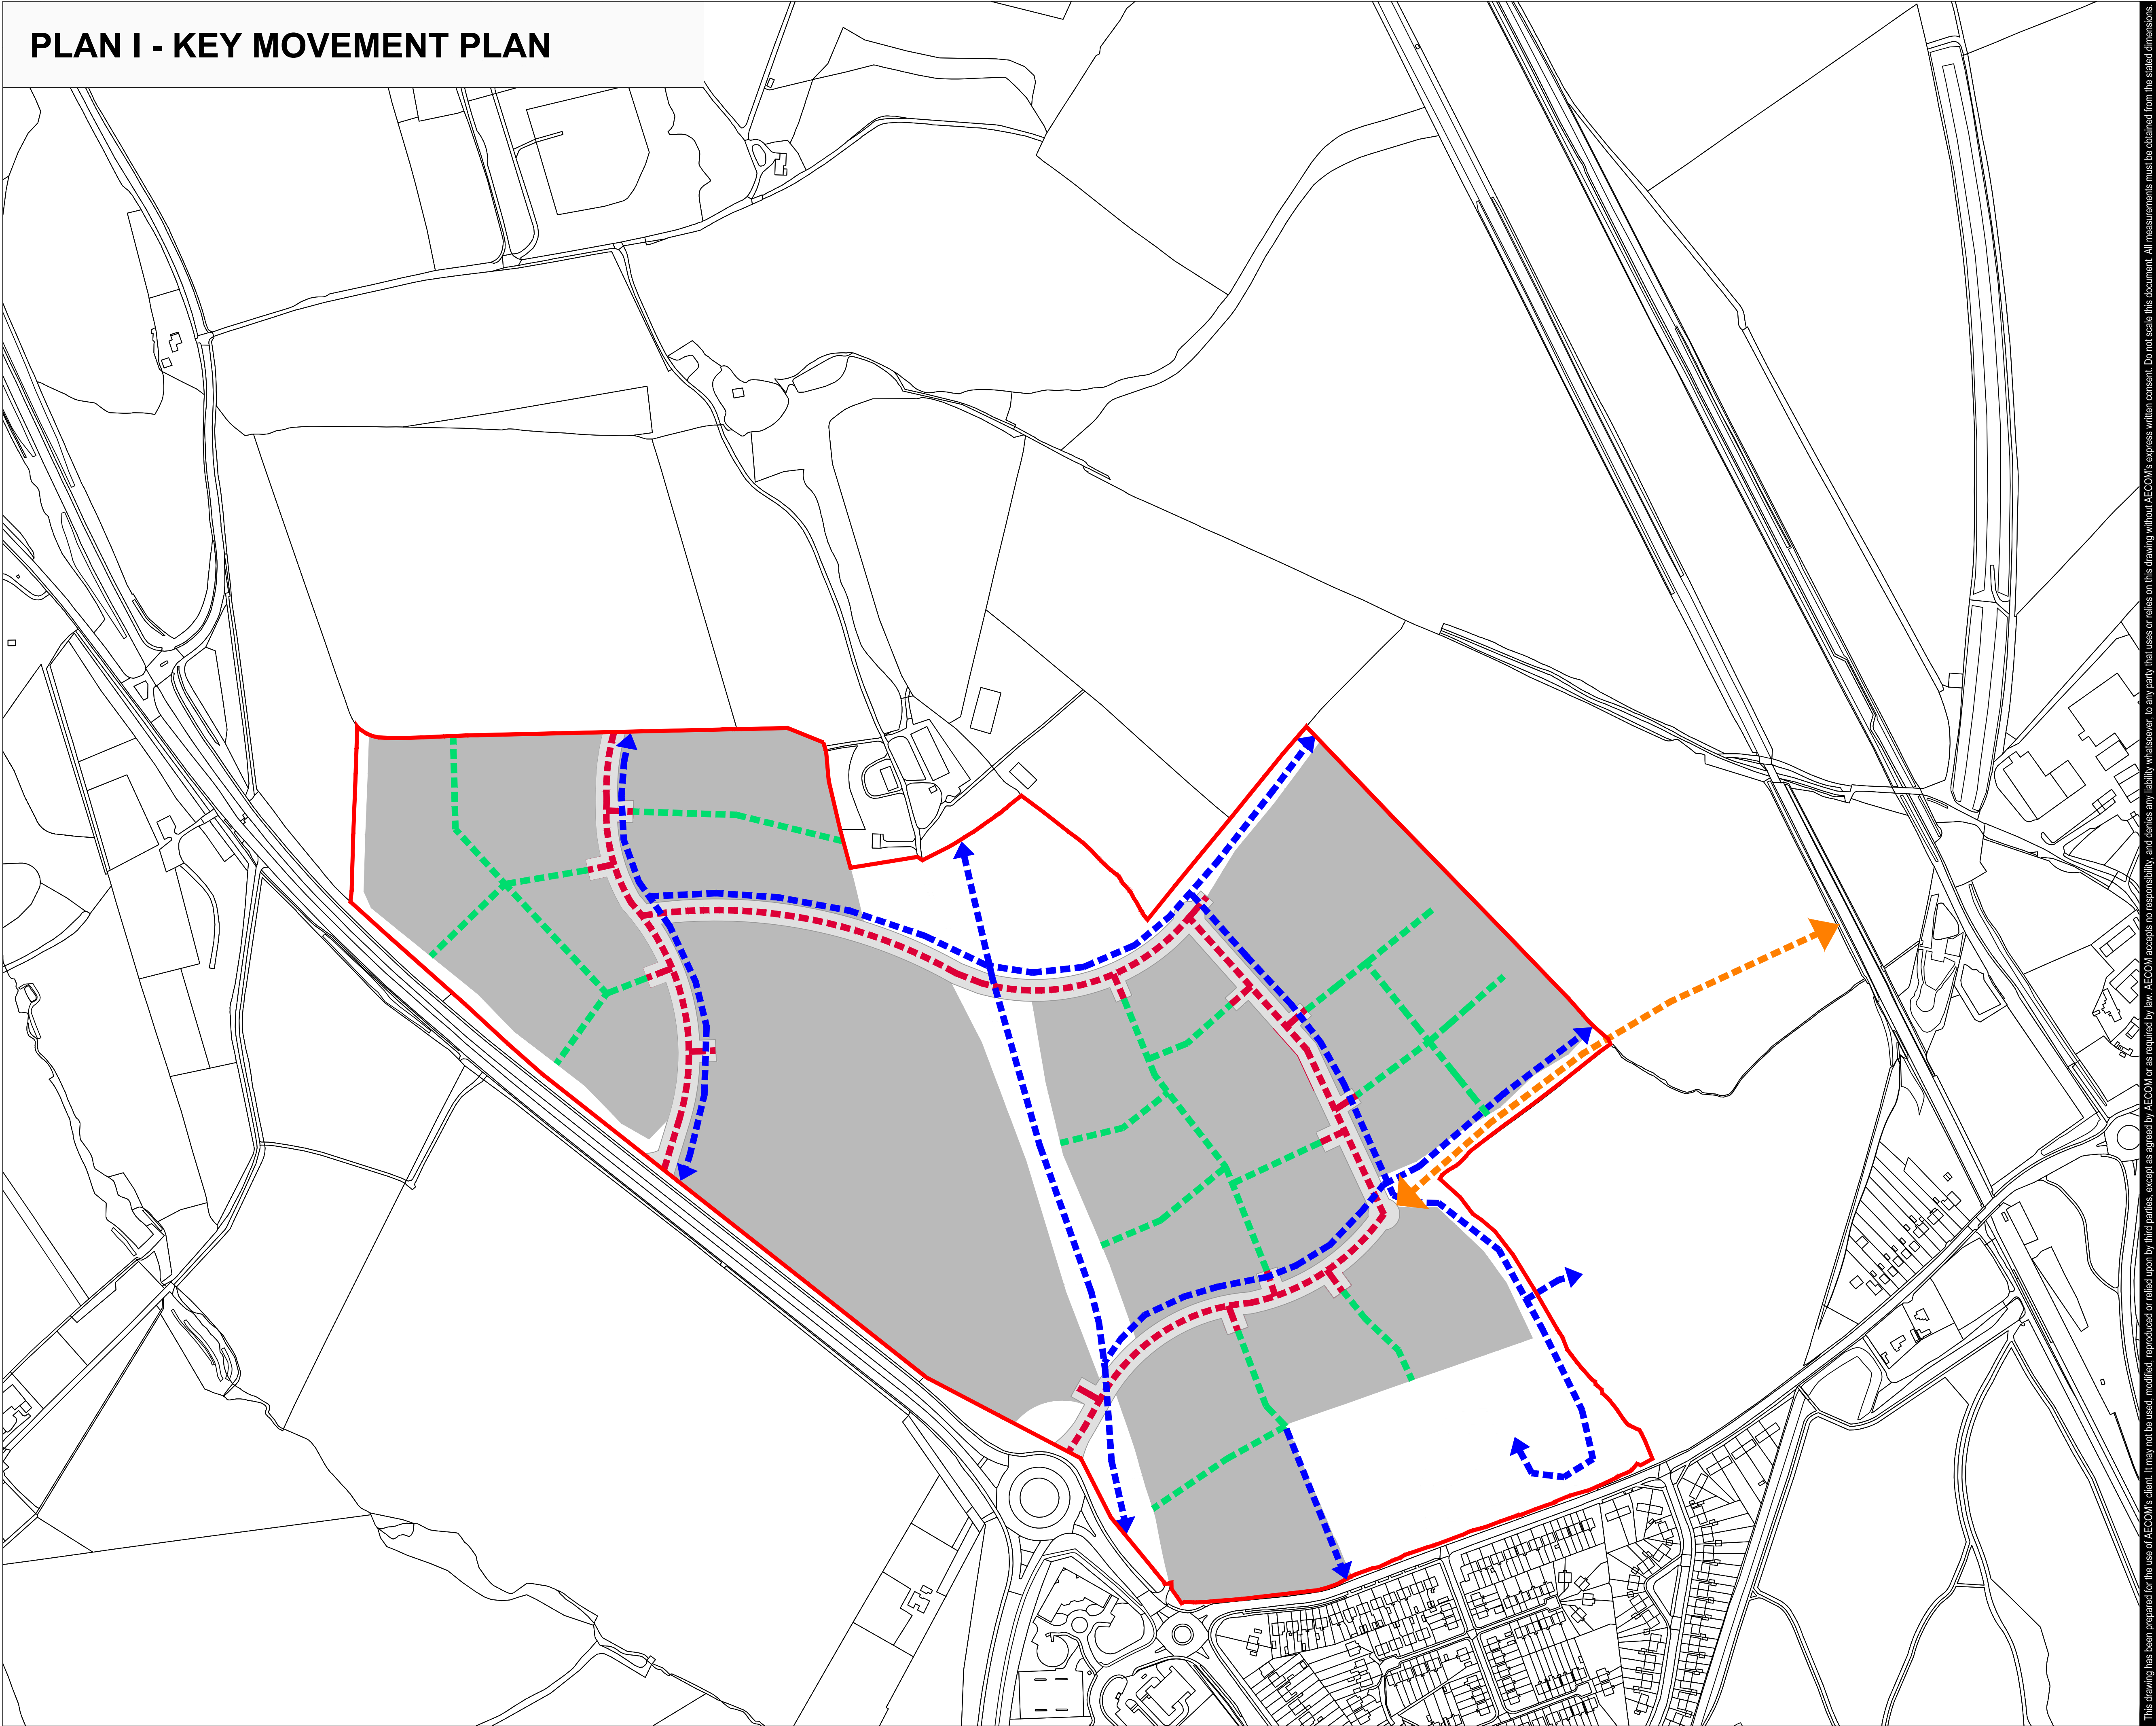 PLAN I - KEY MOVEMENT PLAN
This drawing has been prepared for the use of AECOM's client. It may not be used, modified, reproduced or relied upon by third parties, except as agreed by AECOM or as required by law. AECOM accepts no responsibility, and denies any liability whatsoever, to any party that uses or relies on this drawing without AECOM's express written consent. Do not scale this document. All measurements must be obtained from the stated dimensions.